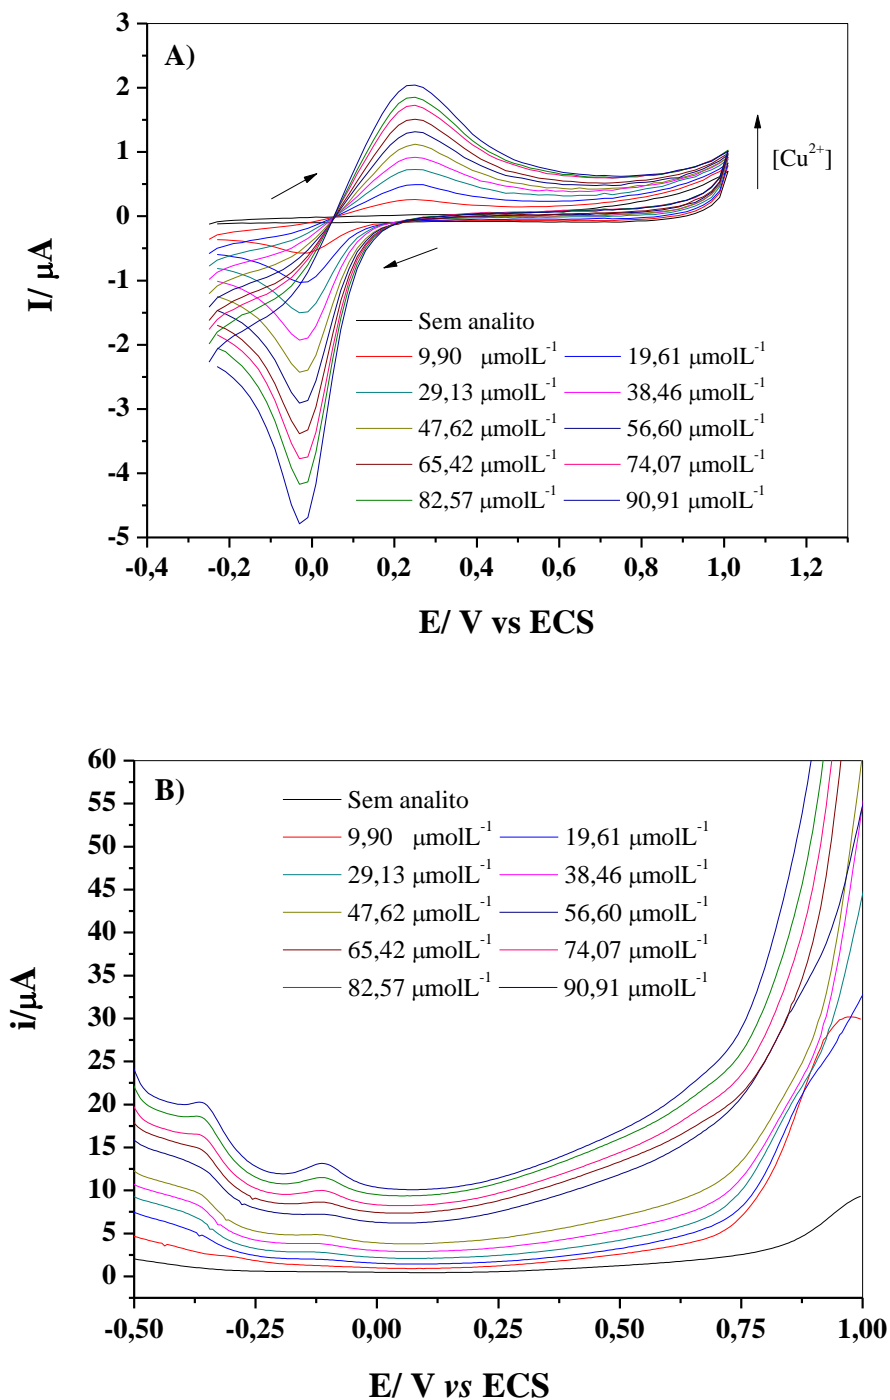 A)
3
2
1
0
-1
-2
-3
-4
-5
I/ μA
[Cu²⁺]
Sem analito
9,90 μmolL⁻¹ 19,61 μmolL⁻¹
29,13 μmolL⁻¹ 38,46 μmolL⁻¹
47,62 μmolL⁻¹ 56,60 μmolL⁻¹
65,42 μmolL⁻¹ 74,07 μmolL⁻¹
82,57 μmolL⁻¹ 90,91 μmolL⁻¹
-0,4 -0,2 0,0 0,2 0,4 0,6 0,8 1,0 1,2
E/ V vs ECS
B)
60
55
50
45
40
35
30
25
20
15
10
5
0
i/μA
Sem analito
9,90 μmolL⁻¹ 19,61 μmolL⁻¹
29,13 μmolL⁻¹ 38,46 μmolL⁻¹
47,62 μmolL⁻¹ 56,60 μmolL⁻¹
65,42 μmolL⁻¹ 74,07 μmolL⁻¹
82,57 μmolL⁻¹ 90,91 μmolL⁻¹
-0,50 -0,25 0,00 0,25 0,50 0,75 1,00
E/ V vs ECS